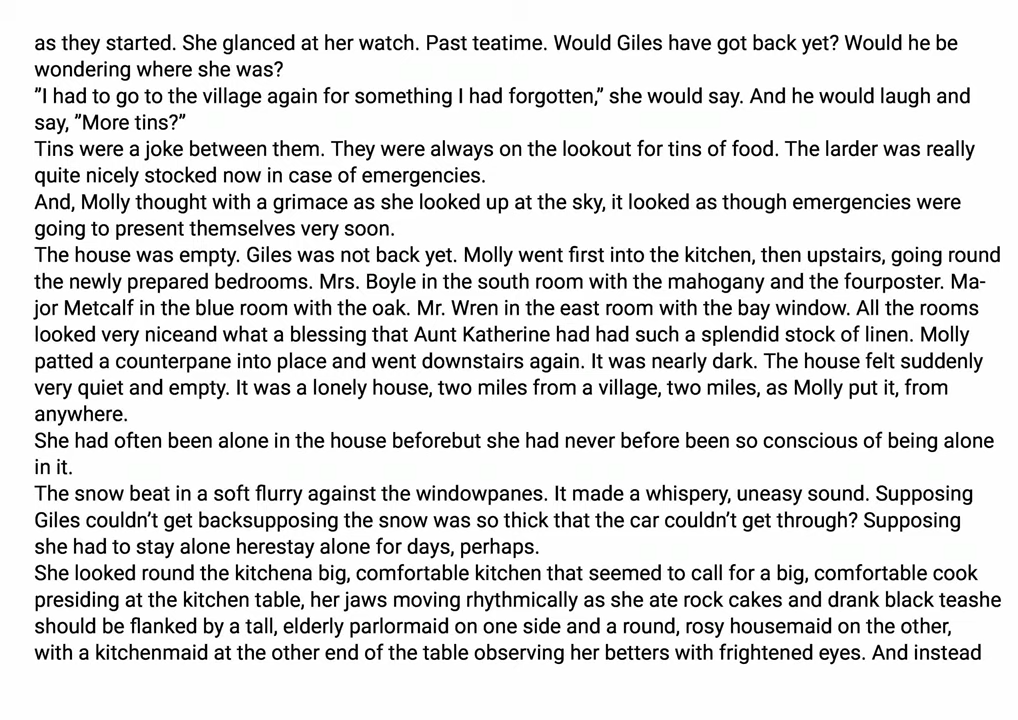 as they started. She glanced at her watch. Past teatime. Would Giles have got back yet? Would he be
wondering where she was?
”I had to go to the village again for something I had forgotten,” she would say. And he would laugh and
say, ”More tins?”
Tins were a joke between them. They were always on the lookout for tins of food. The larder was really
quite nicely stocked now in case of emergencies.
And, Molly thought with a grimace as she looked up at the sky, it looked as though emergencies were
going to present themselves very soon.
The house was empty. Giles was not back yet. Molly went first into the kitchen, then upstairs, going round
the newly prepared bedrooms. Mrs. Boyle in the south room with the mahogany and the fourposter. Ma-
jor Metcalf in the blue room with the oak. Mr. Wren in the east room with the bay window. All the rooms
looked very niceand what a blessing that Aunt Katherine had had such a splendid stock of linen. Molly
patted a counterpane into place and went downstairs again. It was nearly dark. The house felt suddenly
very quiet and empty. It was a lonely house, two miles from a village, two miles, as Molly put it, from
anywhere.
She had often been alone in the house beforebut she had never before been so conscious of being alone
in it.
The snow beat in a soft flurry against the windowpanes. It made a whispery, uneasy sound. Supposing
Giles couldn’t get backsupposing the snow was so thick that the car couldn’t get through? Supposing
she had to stay alone herestay alone for days, perhaps.
She looked round the kitchena big, comfortable kitchen that seemed to call for a big, comfortable cook
presiding at the kitchen table, her jaws moving rhythmically as she ate rock cakes and drank black teashe
should be flanked by a tall, elderly parlormaid on one side and a round, rosy housemaid on the other,
with a kitchenmaid at the other end of the table observing her betters with frightened eyes. And instead